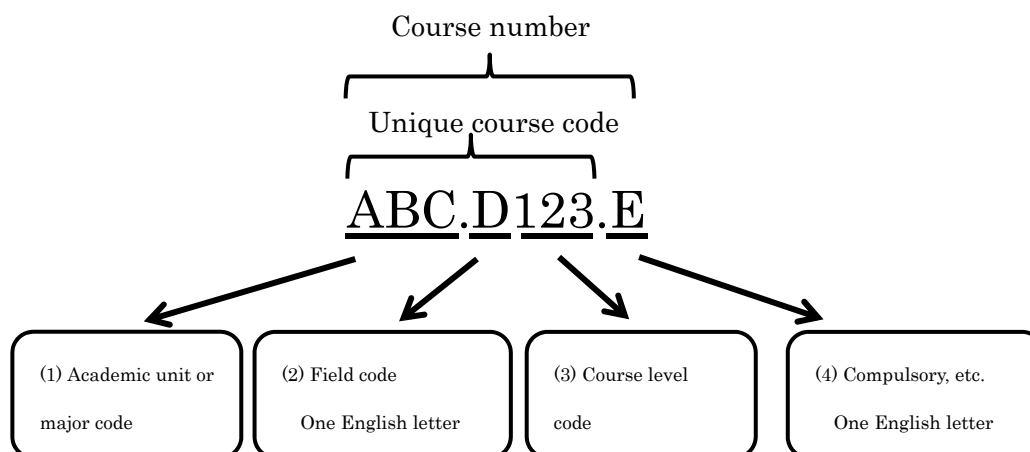 Course number
Unique course code
ABC.D123.E
(1) Academic unit or
major code
(2) Field code
One English letter
(3) Course level
code
(4) Compulsory, etc.
One English letter